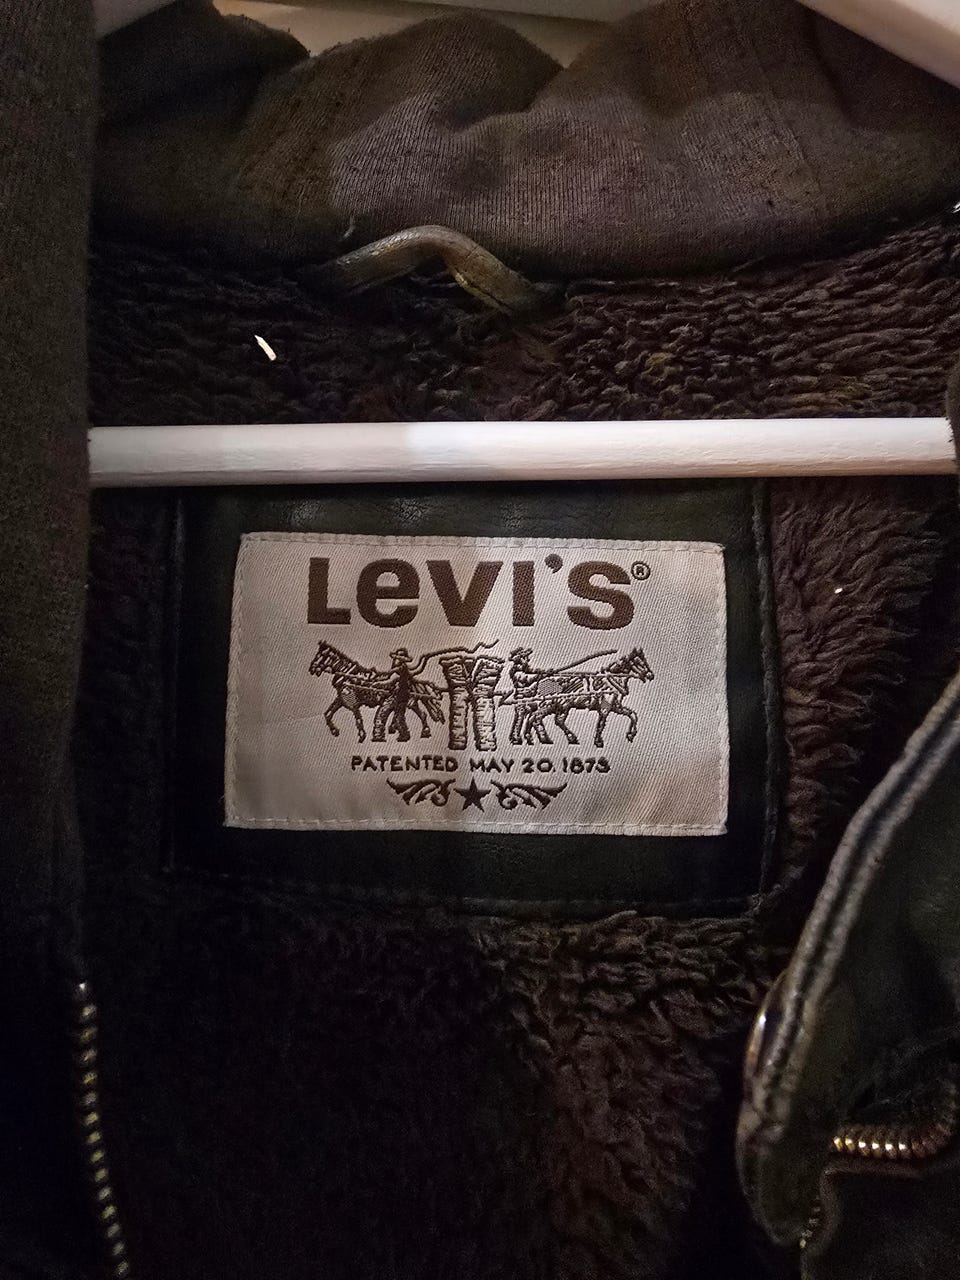 Levi's®
PATENTED MAY 20.1873